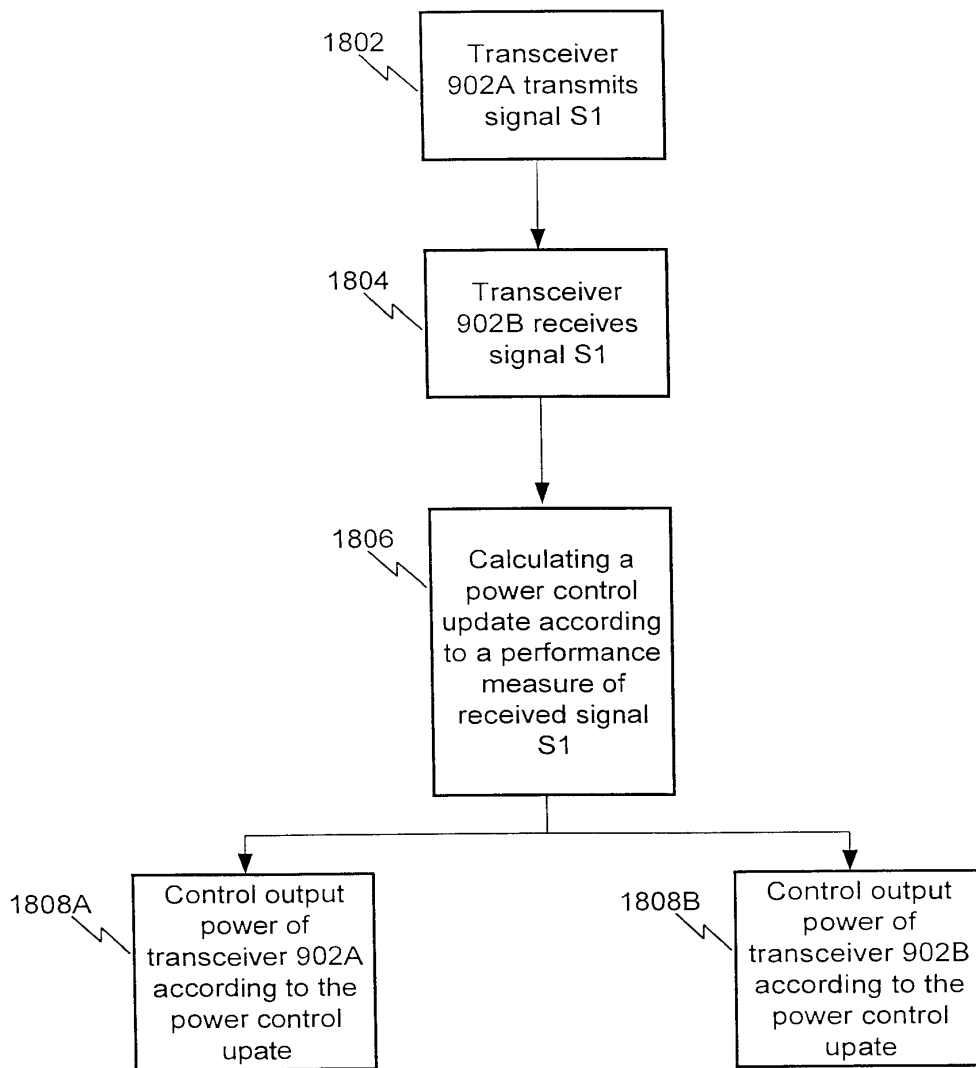 1802
Transceiver
902A transmits
signal S1
1804
Transceiver
902B receives
signal S1
1806
Calculating a
power control
update according
to a performance
measure of
received signal
S1
1808A
Control output
power of
transceiver 902A
according to the
power control
upate
1808B
Control output
power of
transceiver 902B
according to the
power control
upate